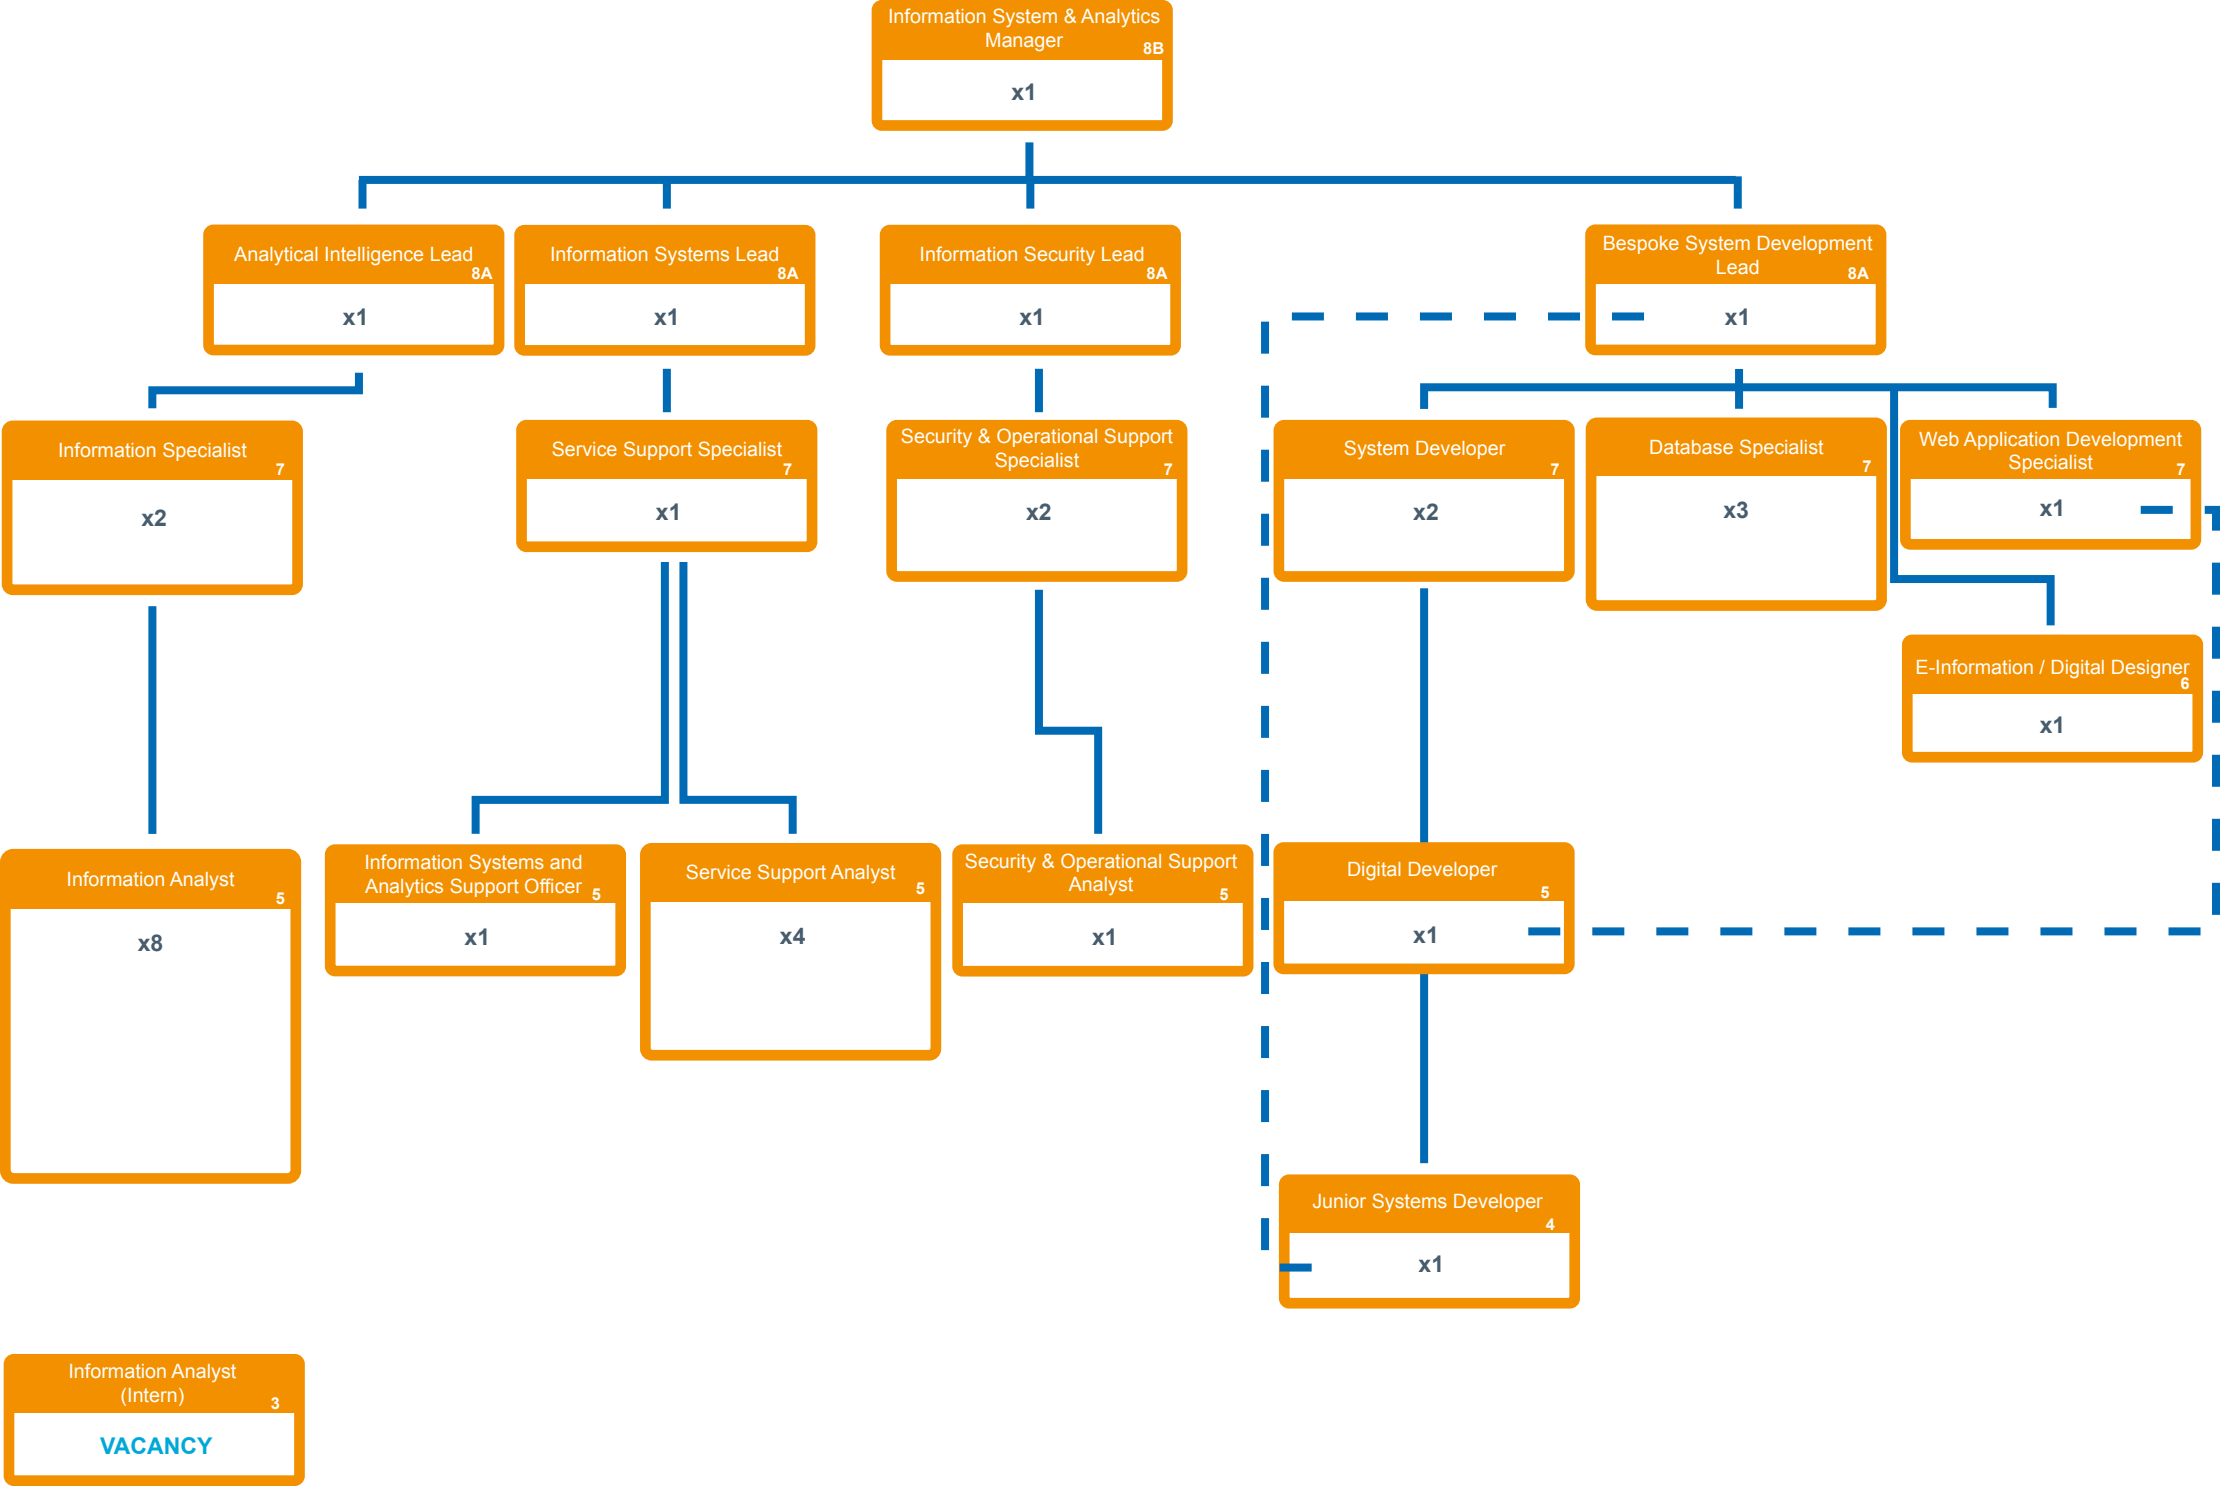 Information System & Analytics
Manager
8B
x1
Analytical Intelligence Lead
8A
x1
Information Systems Lead
8A
x1
Information Security Lead
8A
x1
Bespoke System Development
Lead
8A
x1
Information Specialist
7
x2
Service Support Specialist
7
x1
Security & Operational Support
Specialist
7
x2
System Developer
7
x2
Database Specialist
7
x3
Web Application Development
Specialist
7
x1
E-Information / Digital Designer
6
x1
Information Analyst
5
x8
Information Systems and
Analytics Support Officer
5
x1
Service Support Analyst
5
x4
Security & Operational Support
Analyst
5
x1
Digital Developer
5
x1
Junior Systems Developer
4
x1
Information Analyst
(Intern)
3
VACANCY